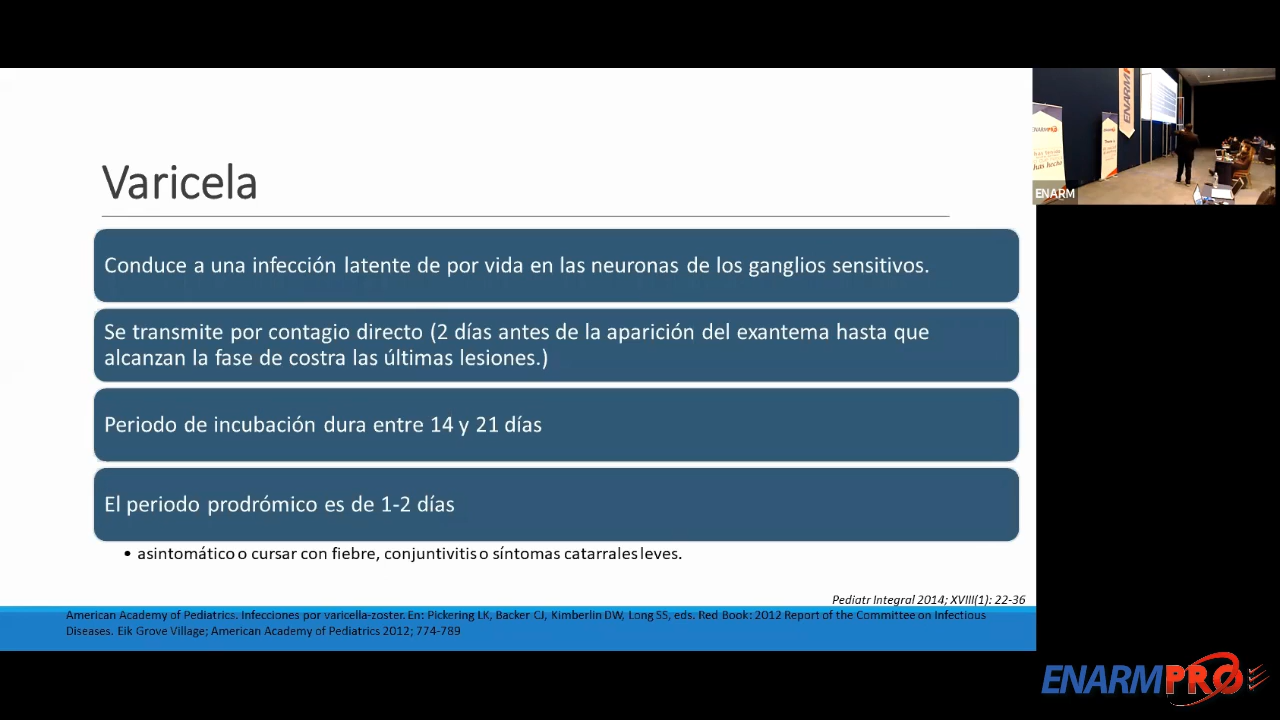 Varicela
Conduce a una infección latente de por vida en las neuronas de los ganglios sensitivos.
Se transmite por contagio directo (2 días antes de la aparición del exantema hasta que
alcanzan la fase de costra las últimas lesiones.)
Periodo de incubación dura entre 14 y 21 días
El periodo prodrómico es de 1-2 días
• asintomático o cursar con fiebre, conjuntivitis o síntomas catarrales leves.
Pediatr Integral 2014; XVIII(1): 22-36
American Academy of Pediatrics. Infecciones por varicella-zoster. En: Pickering LK, Backer CJ, Kimberlin DW, Long SS, eds. Red Book: 2012 Report of the Committee on Infectious
Diseases. Eik Grove Village; American Academy of Pediatrics 2012; 774-789
ENARMPR
ENARMPRO
has hecho
ENARM
ENARMPRO